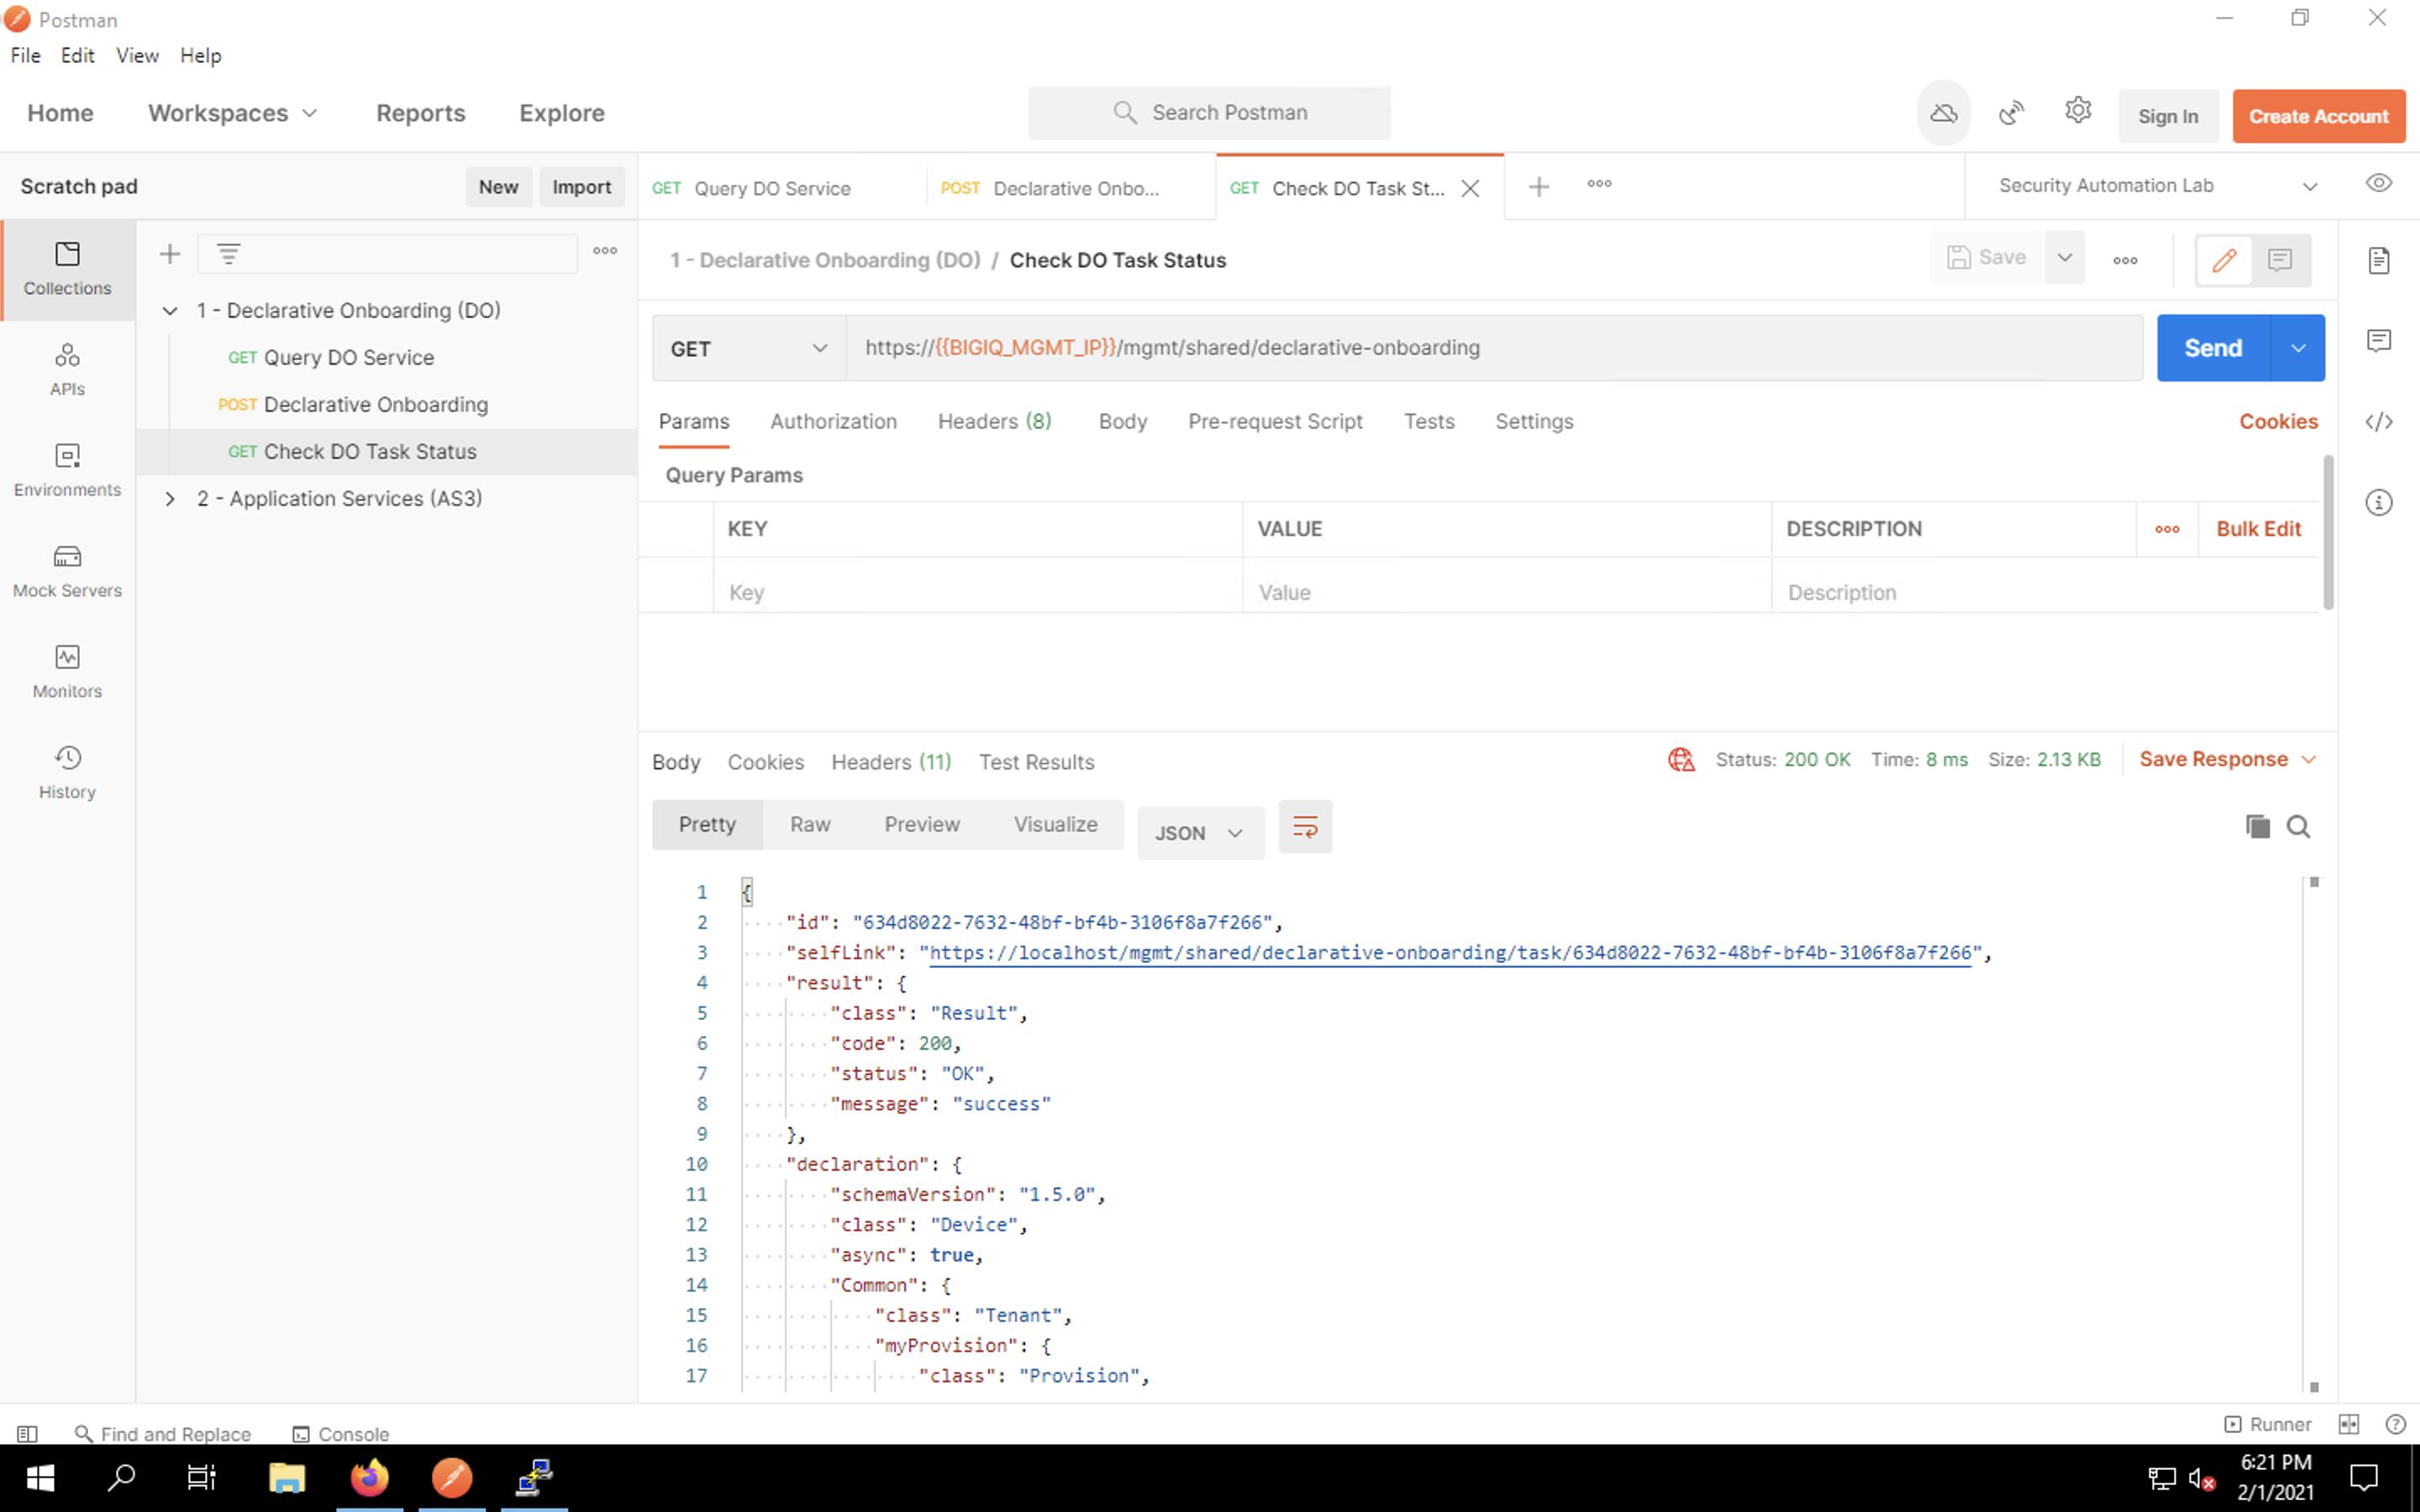 Postman
File Edit View Help
Home Workspaces Reports Explore Search Postman Sign In Create Account
Scratch pad New Import GET Query DO Service POST Declarative Onbo... GET Check DO Task St... Security Automation Lab
Collections
APIs
Environments
Mock Servers
Monitors
History
1 - Declarative Onboarding (DO)
GET Query DO Service
POST Declarative Onboarding
GET Check DO Task Status
2 - Application Services (AS3)
1 - Declarative Onboarding (DO) / Check DO Task Status Save
GET https://{{BIGIQ_MGMT_IP}}/mgmt/shared/declarative-onboarding Send
Params Authorization Headers (8) Body Pre-request Script Tests Settings Cookies
Query Params
KEY VALUE DESCRIPTION Bulk Edit
Key Value Description
Body Cookies Headers (11) Test Results Status: 200 OK Time: 8 ms Size: 2.13 KB Save Response
Pretty Raw Preview Visualize JSON
1 {
2 "id": "634d8022-7632-48bf-bf4b-3106f8a7f266",
3 "selfLink": "https://localhost/mgmt/shared/declarative-onboarding/task/634d8022-7632-48bf-bf4b-3106f8a7f266",
4 "result": {
5 "class": "Result",
6 "code": 200,
7 "status": "OK",
8 "message": "success"
9 },
10 "declaration": {
11 "schemaVersion": "1.5.0",
12 "class": "Device",
13 "async": true,
14 "Common": {
15 "class": "Tenant",
16 "myProvision": {
17 "class": "Provision",
Find and Replace Console Runner
6:21 PM
2/1/2021